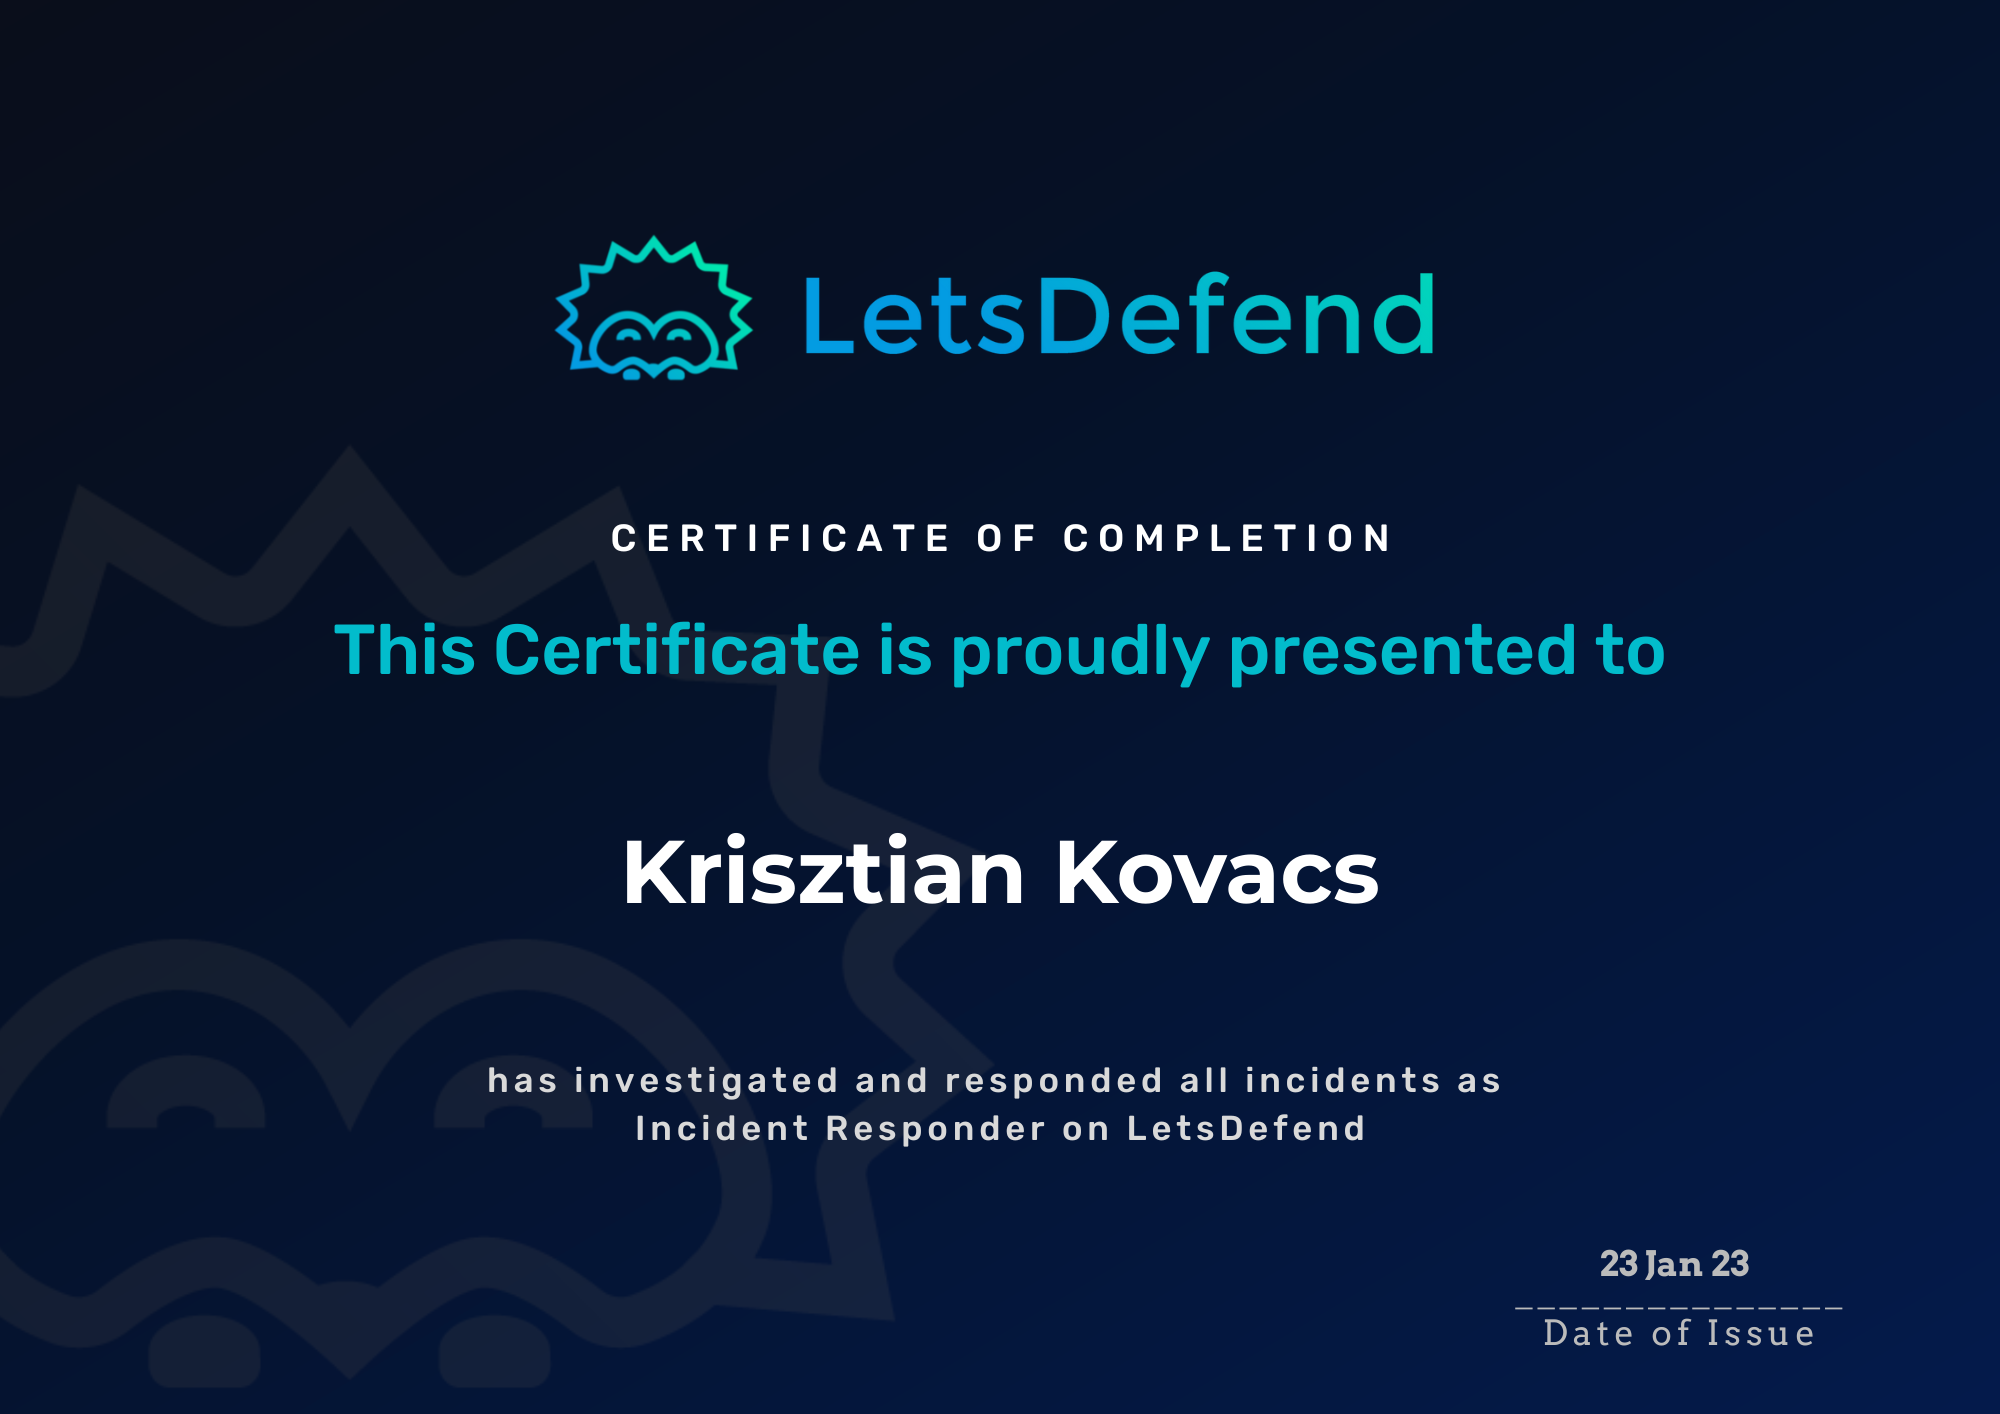 LetsDefend
CERTIFICATE OF COMPLETION
This Certificate is proudly presented to
Krisztian Kovacs
has investigated and responded all incidents as
Incident Responder on LetsDefend
23 Jan 23
_______________
Date of Issue